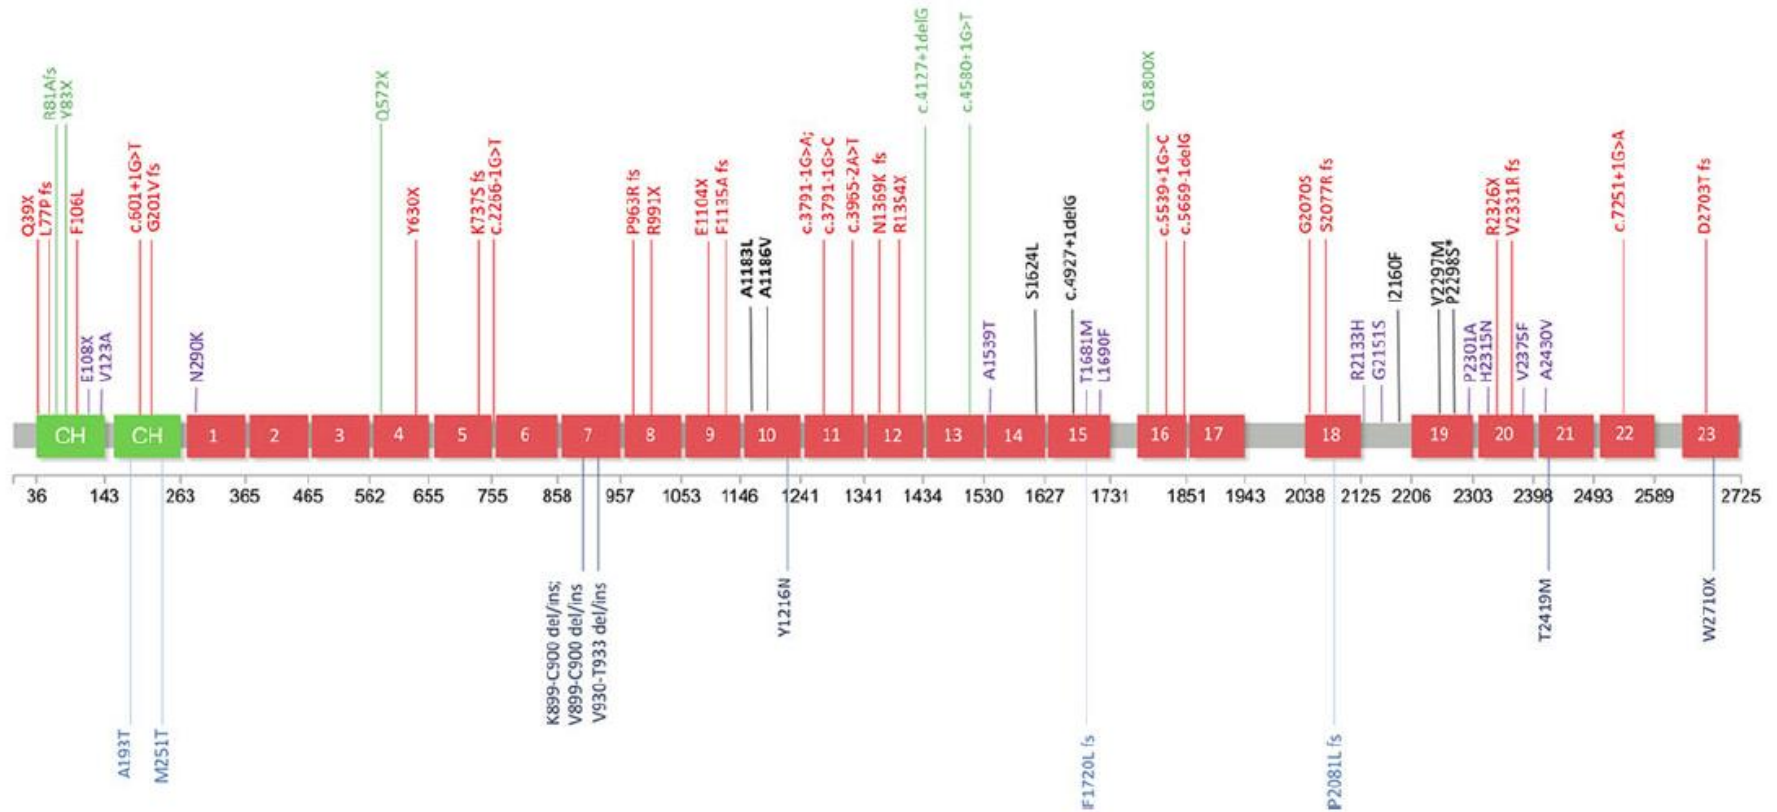 R81Afs
Y83X
Q572X
c.4127+1delG
c.4580+1G>T
G1800X
Q39X
L77P fs
F106L
c.601+1G>T
G201V fs
Y630X
K737S fs
c.2266-1G>T
P963R fs
R991X
E1104X
F1135A fs
c.3791-1G>A;
c.3791-1G>C
c.3965-2A>T
N1369K fs
R1354X
c.5539+1G>C
c.5669-1delG
G2070S
S2077R fs
R2326X
V2331R fs
c.7251+1G>A
D2703T fs
A1183L
A1186V
S1624L
c.4927+1delG
I2160F
V2297M
P2298S*
E108X
V123A
N290K
A1539T
T1681M
L1690F
R2133H
G2151S
P2301A
H2315N
V2375F
A2430V
CH CH 1 2 3 4 5 6 7 8 9 10 11 12 13 14 15 16 17 18 19 20 21 22 23
36 143 263 365 465 562 655 755 858 957 1053 1146 1241 1341 1434 1530 1627 1731 1851 1943 2038 2125 2206 2303 2398 2493 2589 2725
K899-C900 del/ins;
V899-C900 del/ins
V930-T933 del/ins
Y1216N
T2419M
W2710X
A193T
M251T
F1720L fs
P2081L fs